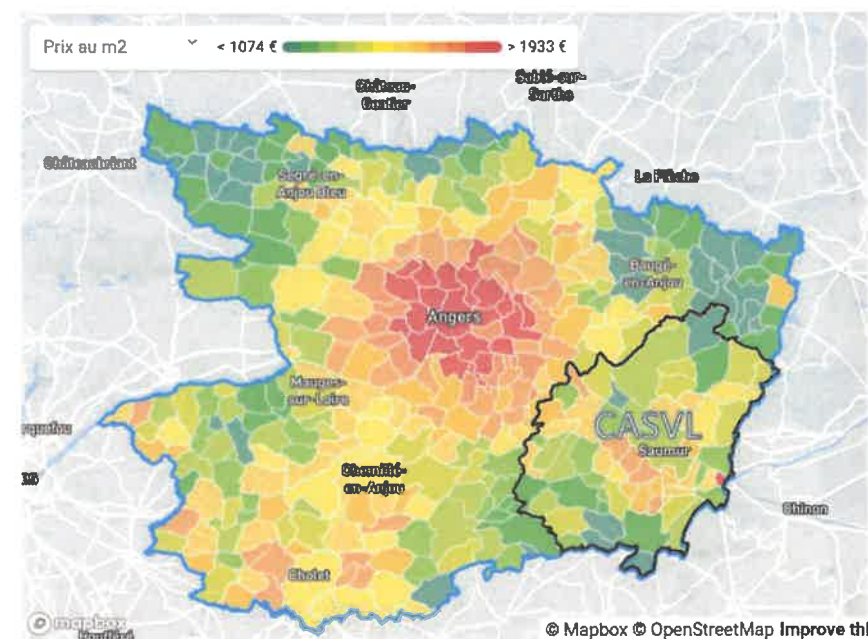 Prix au m2
< 1074 €
> 1933 €
Château-
Gontier
Sablé-sur-
Sarthe
Châteaubriant
Segré-en-
Anjou Bleu
La Flèche
Baugé-
en-Anjou
Angers
Mauges-
sur-Loire
CASVL
Saumur
Chemillé-
en-Anjou
Chinon
Cholet
mapbox
© Mapbox © OpenStreetMap Improve thi